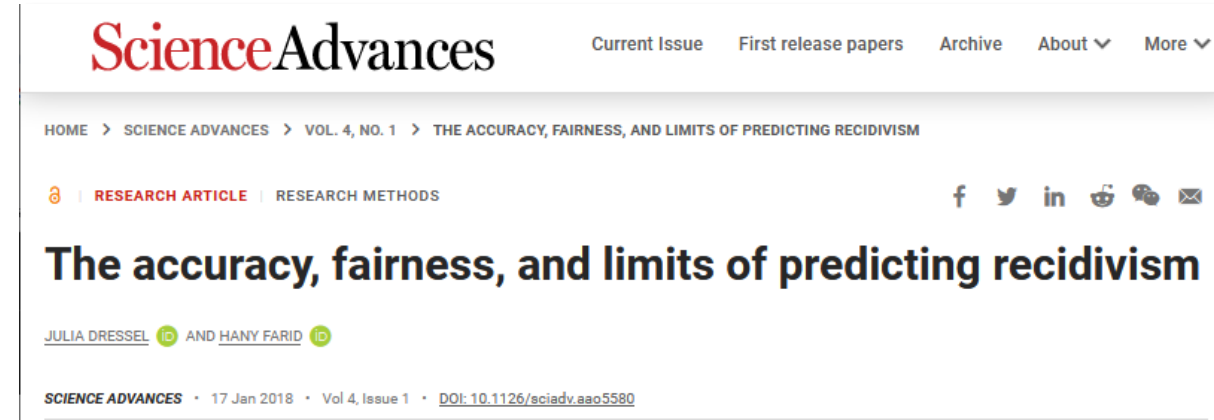 ScienceAdvances Current Issue First release papers Archive About More
HOME > SCIENCE ADVANCES > VOL. 4, NO. 1 > THE ACCURACY, FAIRNESS, AND LIMITS OF PREDICTING RECIDIVISM
RESEARCH ARTICLE | RESEARCH METHODS
The accuracy, fairness, and limits of predicting recidivism
JULIA DRESSEL iD AND HANY FARID iD
SCIENCE ADVANCES • 17 Jan 2018 • Vol 4, Issue 1 • DOI: 10.1126/sciadv.aao5580